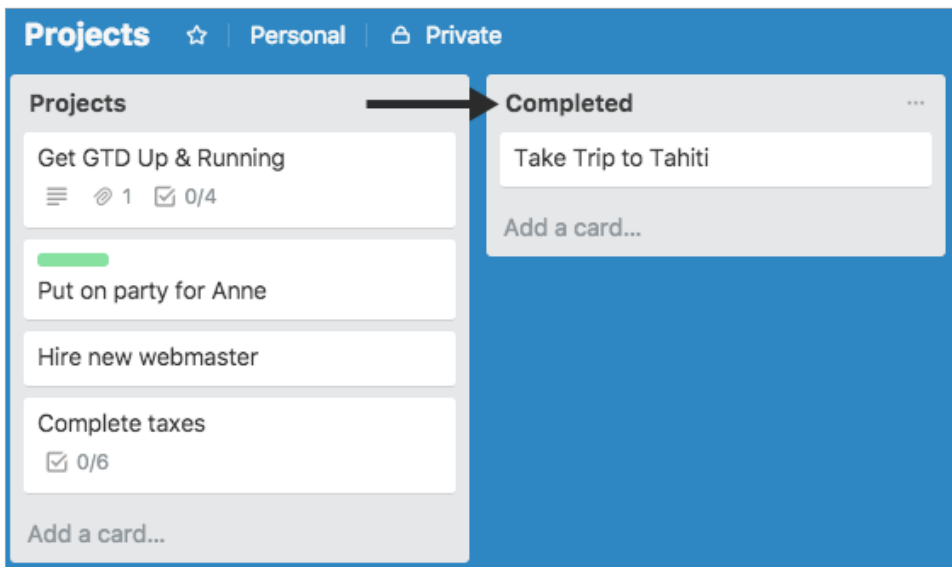 Projects Personal Private
Projects
Get GTD Up & Running
1 0/4
Put on party for Anne
Hire new webmaster
Complete taxes
0/6
Add a card...
Completed ...
Take Trip to Tahiti
Add a card...